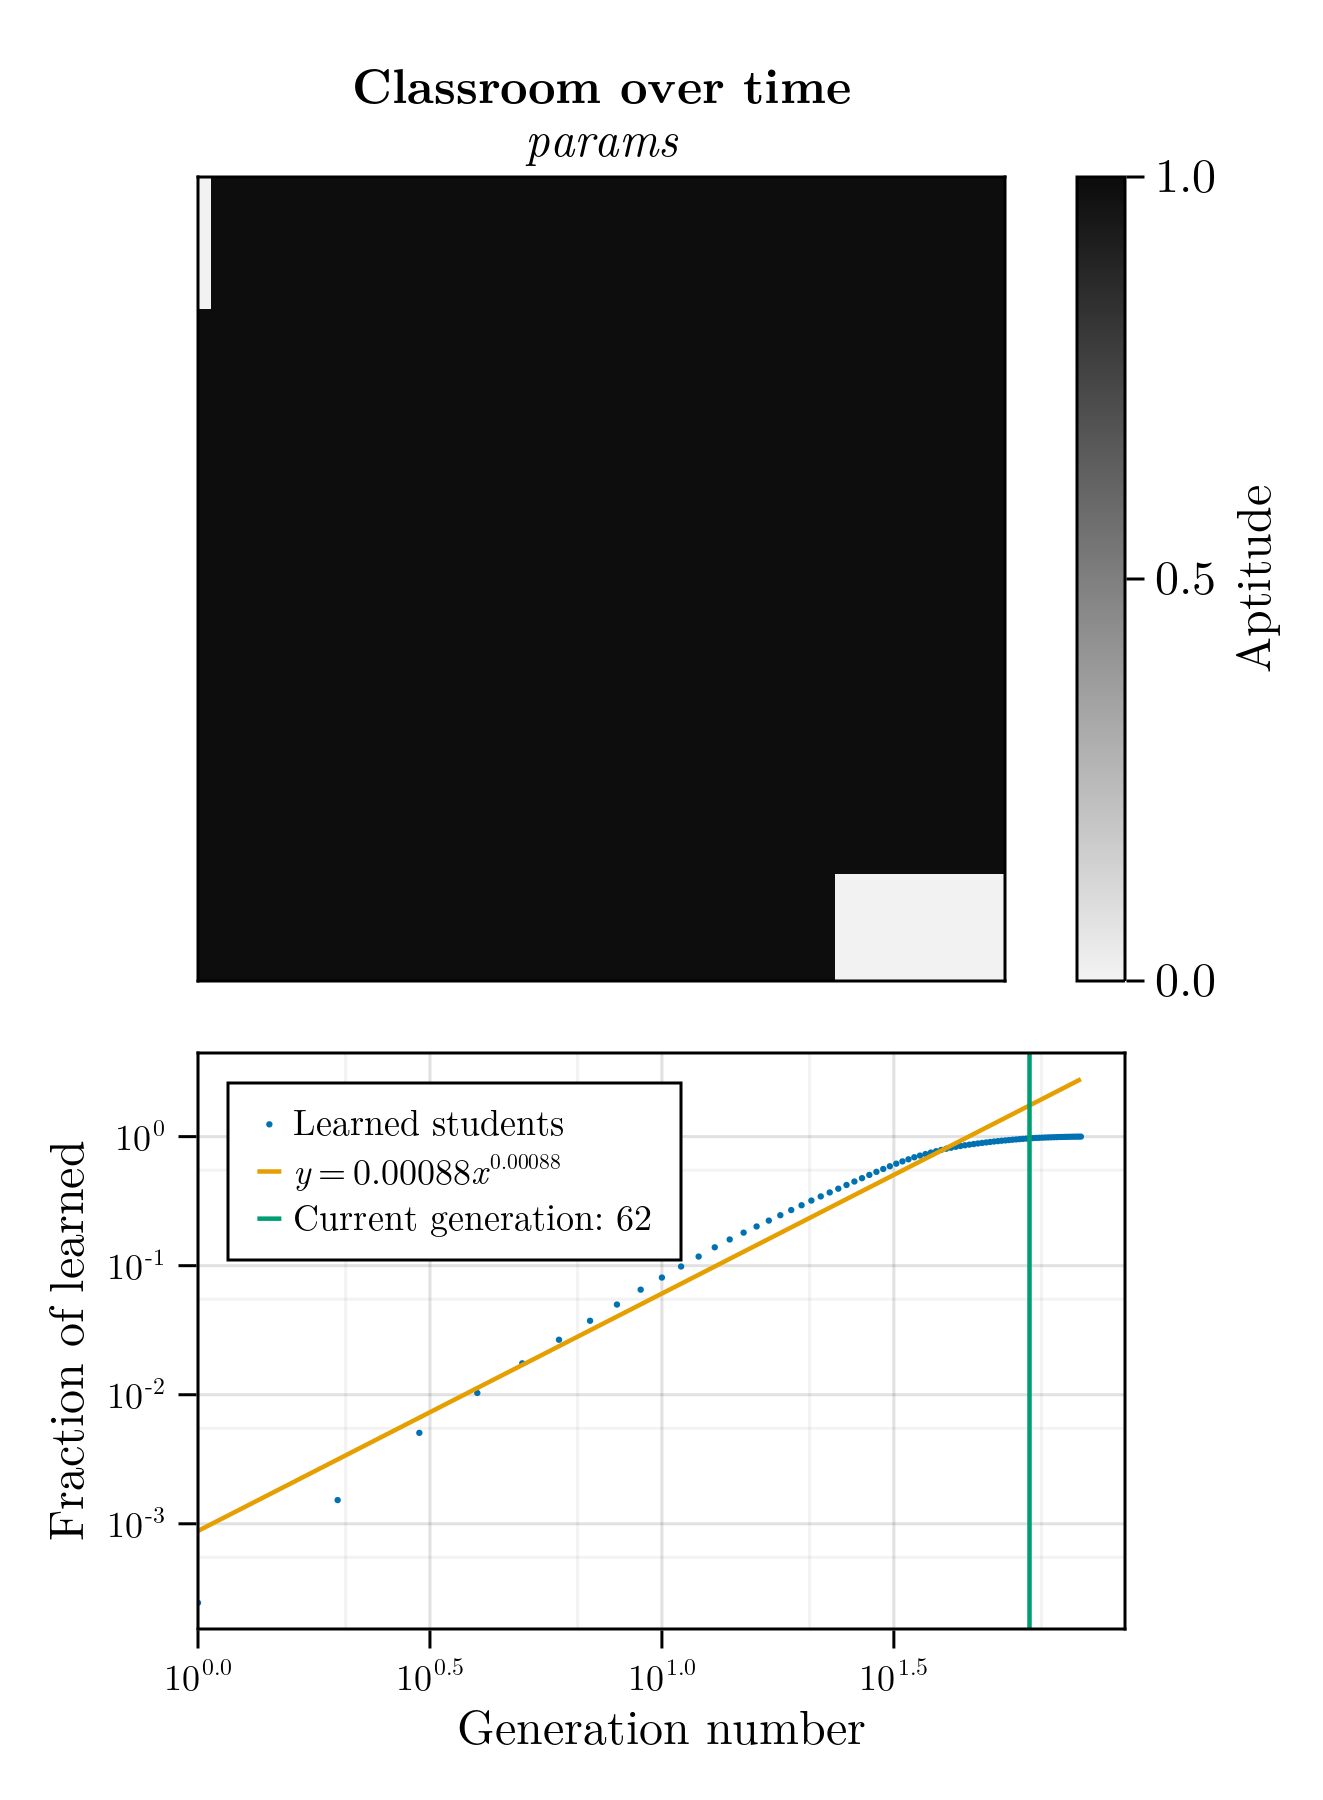 Classroom over time
params
1.0
0.5
0.0
Aptitude
Learned students
y = 0.00088x^0.00088
Current generation: 62
10^0
10^-1
10^-2
10^-3
Fraction of learned
10^0.0
10^0.5
10^1.0
10^1.5
Generation number